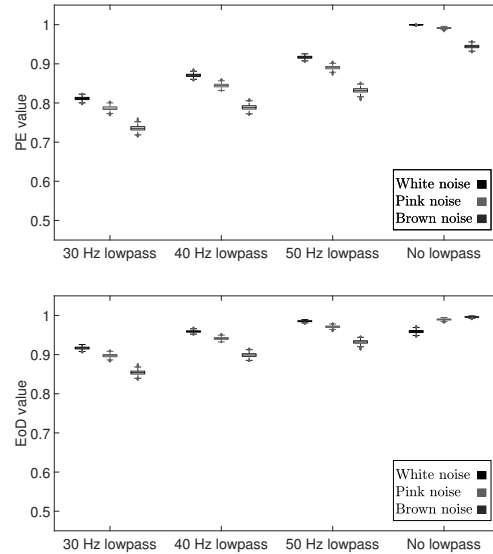 1
0.9
0.8
0.7
0.6
0.5
PE value
White noise
Pink noise
Brown noise
30 Hz lowpass 40 Hz lowpass 50 Hz lowpass No lowpass
1
0.9
0.8
0.7
0.6
0.5
EoD value
White noise
Pink noise
Brown noise
30 Hz lowpass 40 Hz lowpass 50 Hz lowpass No lowpass